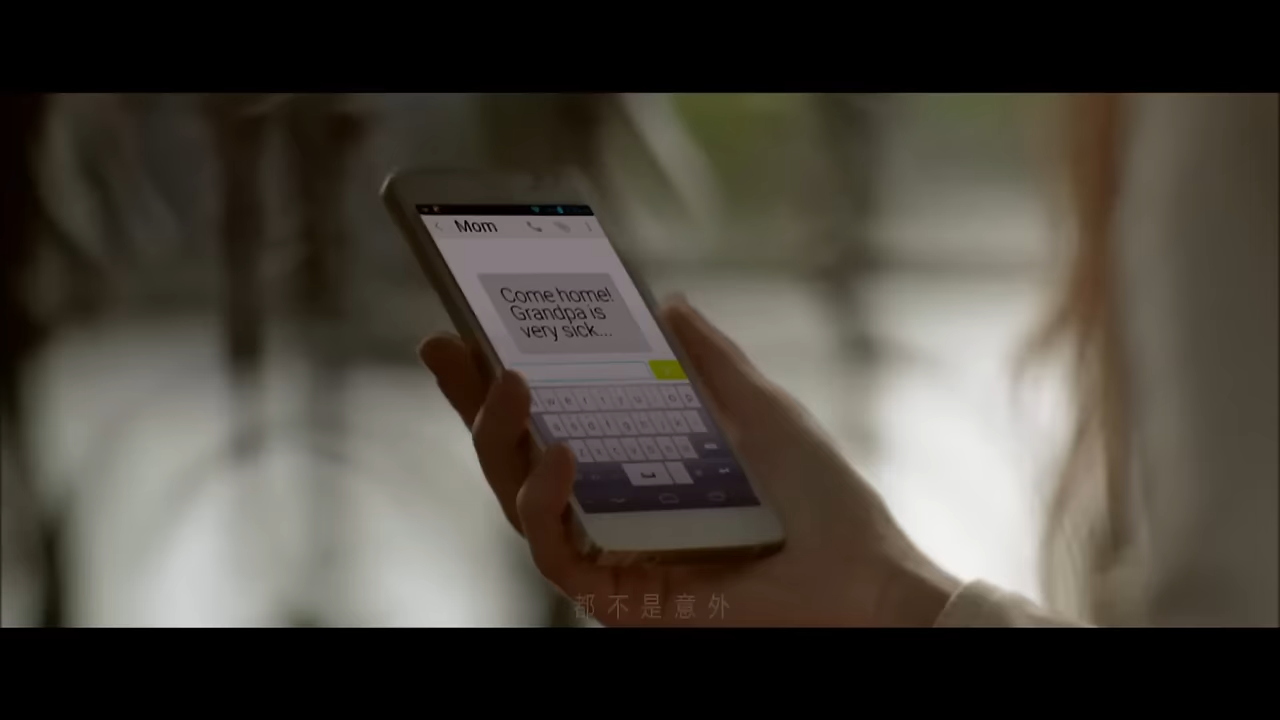 Mom
Come home!
Grandpa is
very sick...
w e r t y u i o p
a s d f g h j k l
z x c v b n m
都不是意外